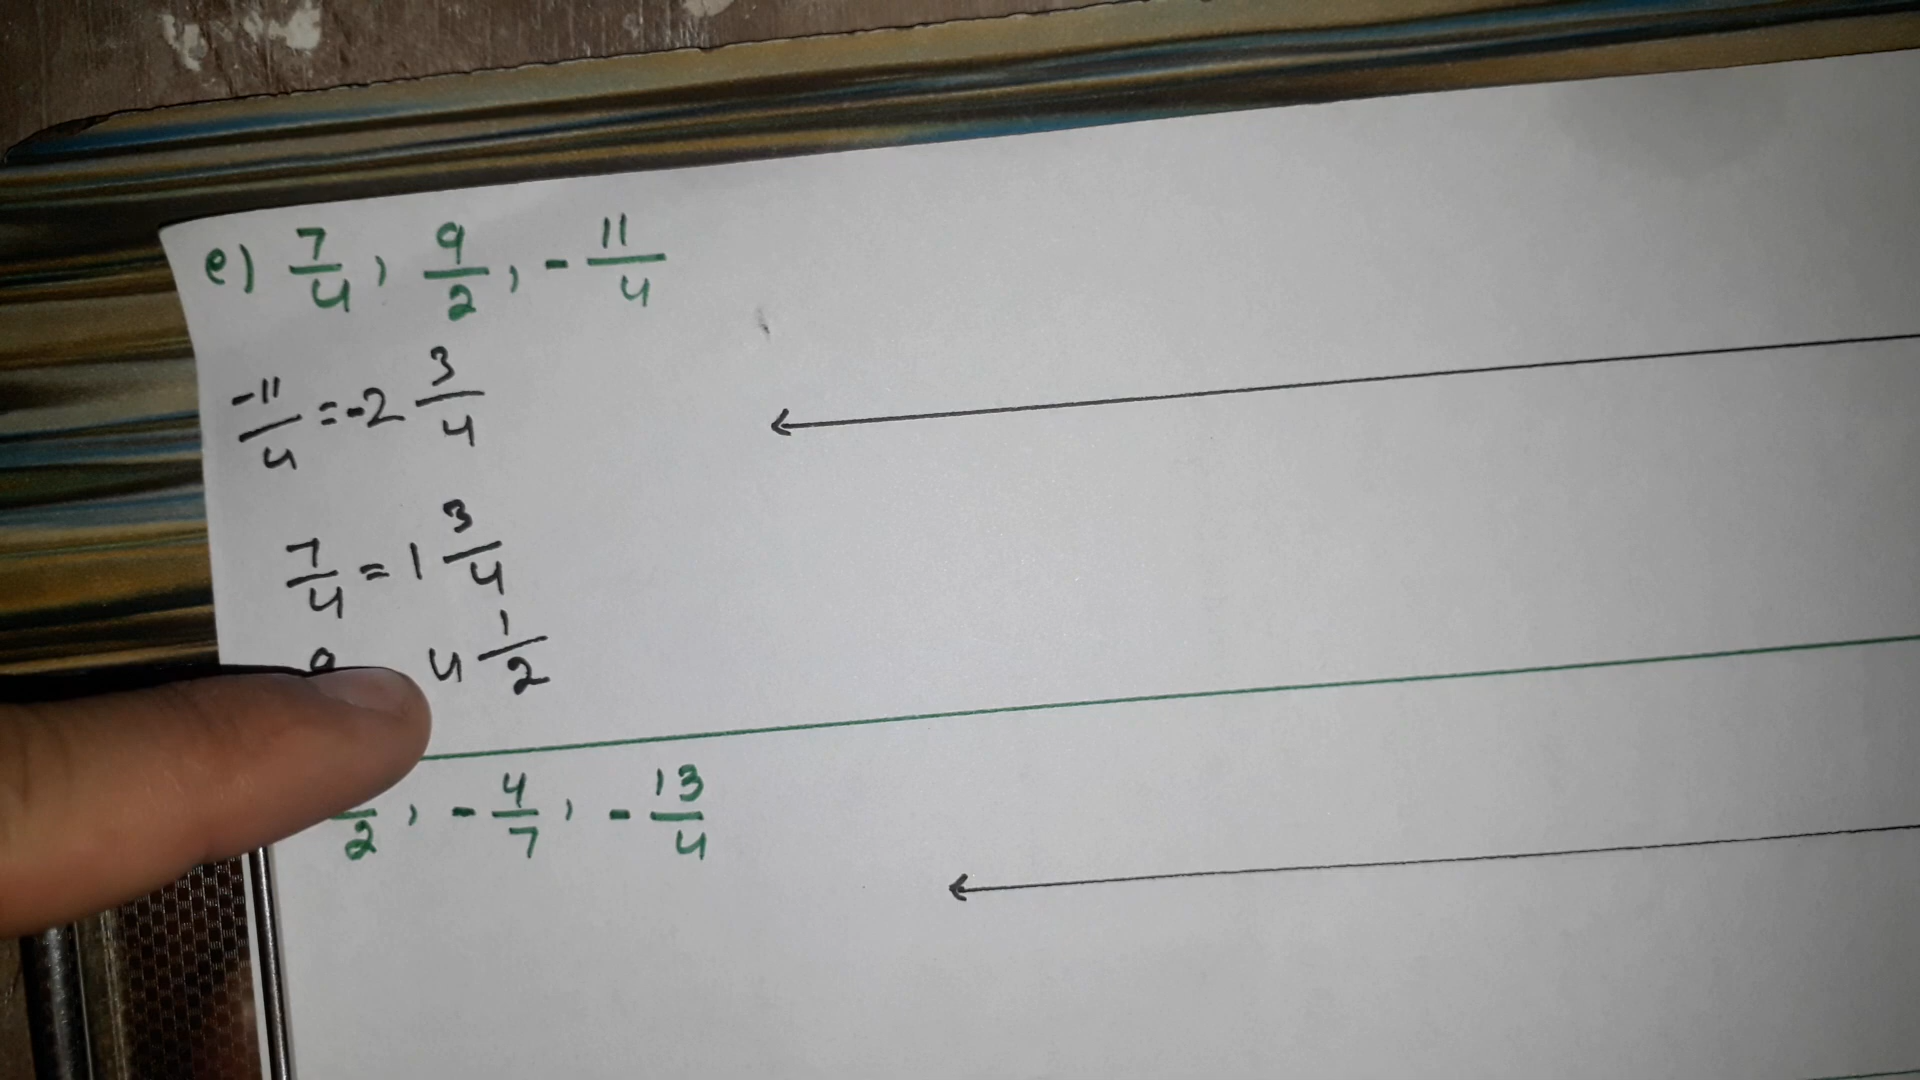 e) 7/4, 9/2, -11/4
-11/4 = -2 3/4
7/4 = 1 3/4
4 1/2
2, -4/7, -13/4